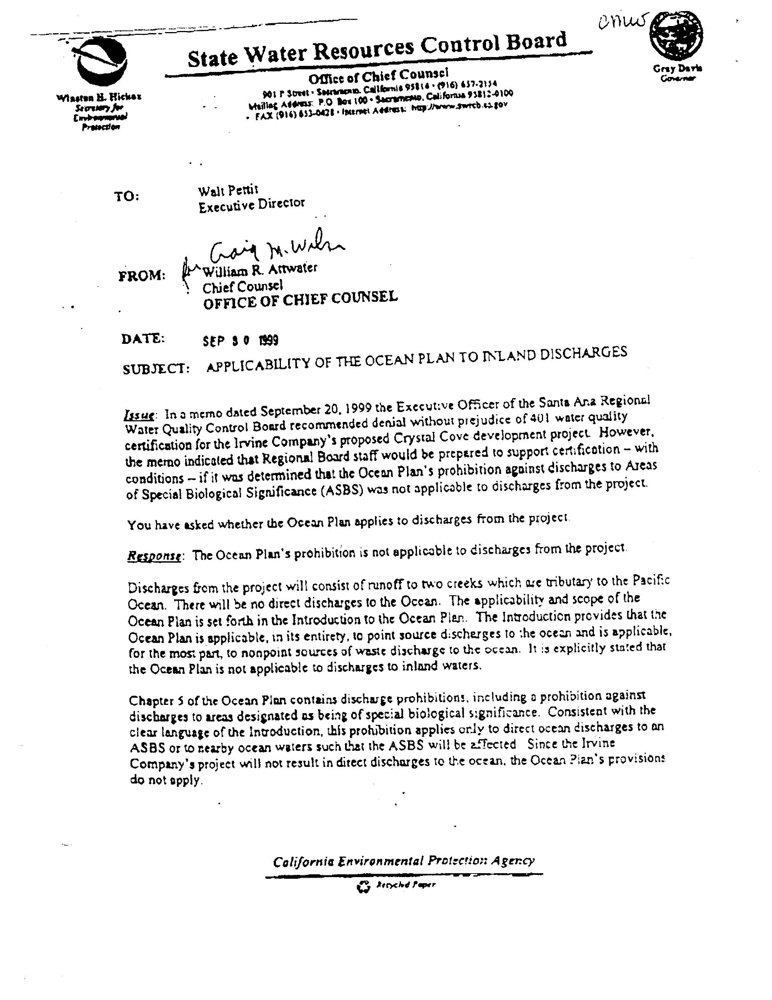 cmw
State Water Resources Control Board
Office of Chief Counsel
901 P Street • Sacramento, California 95814 • (916) 657-2154
Mailing Address: P.O. Box 100 • Sacramento, California 95812-0100
FAX (916) 653-0428 • Internet Address: http://www.swrcb.ca.gov
Winston H. Hickox
Secretary for
Environmental
Protection
Gray Davis
Governor
TO: Walt Pettit
Executive Director
Craig M. Wilson
FROM: for William R. Attwater
Chief Counsel
OFFICE OF CHIEF COUNSEL
DATE: SEP 30 1999
SUBJECT: APPLICABILITY OF THE OCEAN PLAN TO INLAND DISCHARGES
Issue: In a memo dated September 20, 1999 the Executive Officer of the Santa Ana Regional
Water Quality Control Board recommended denial without prejudice of 401 water quality
certification for the Irvine Company's proposed Crystal Cove development project. However,
the memo indicated that Regional Board staff would be prepared to support certification – with
conditions – if it was determined that the Ocean Plan's prohibition against discharges to Areas
of Special Biological Significance (ASBS) was not applicable to discharges from the project.
You have asked whether the Ocean Plan applies to discharges from the project.
Response: The Ocean Plan's prohibition is not applicable to discharges from the project.
Discharges from the project will consist of runoff to two creeks which are tributary to the Pacific
Ocean. There will be no direct discharges to the Ocean. The applicability and scope of the
Ocean Plan is set forth in the Introduction to the Ocean Plan. The Introduction provides that the
Ocean Plan is applicable, in its entirety, to point source discharges to the ocean and is applicable,
for the most part, to nonpoint sources of waste discharge to the ocean. It is explicitly stated that
the Ocean Plan is not applicable to discharges to inland waters.
Chapter 5 of the Ocean Plan contains discharge prohibitions, including a prohibition against
discharges to areas designated as being of special biological significance. Consistent with the
clear language of the Introduction, this prohibition applies only to direct ocean discharges to an
ASBS or to nearby ocean waters such that the ASBS will be affected Since the Irvine
Company's project will not result in direct discharges to the ocean, the Ocean Plan's provisions
do not apply.
California Environmental Protection Agency
Recycled Paper